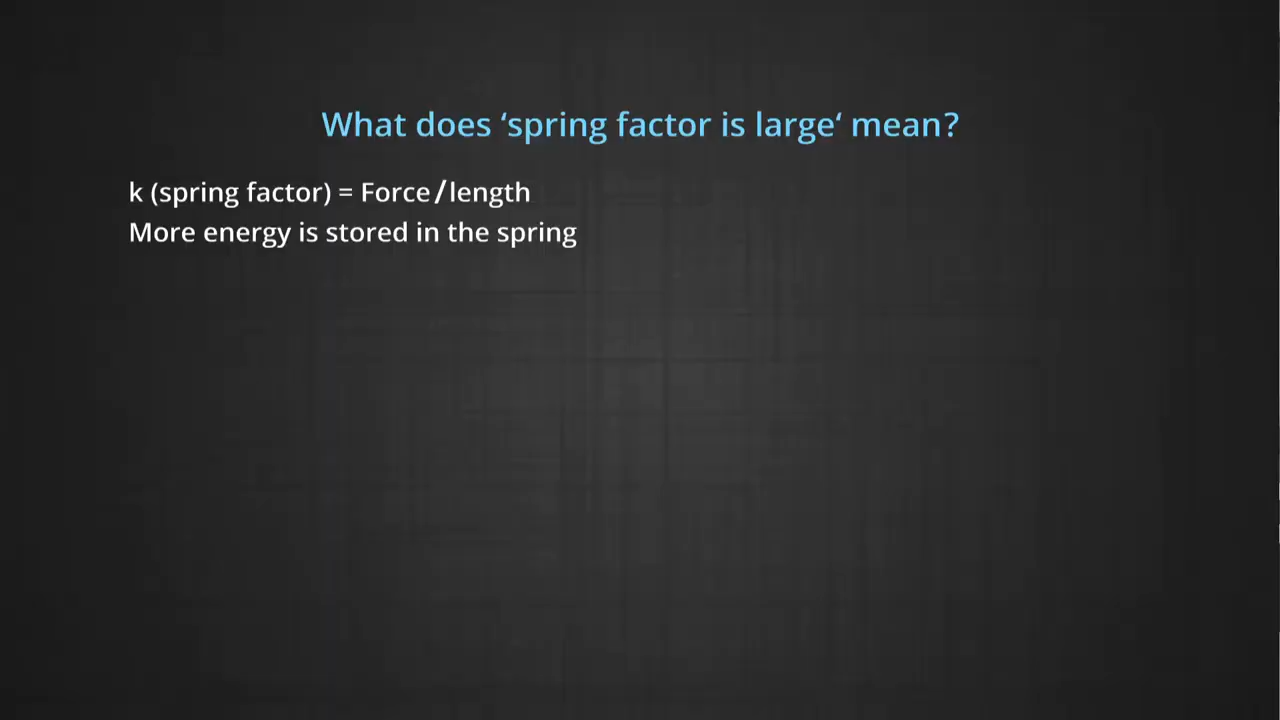 What does ‘spring factor is large‘ mean?
k (spring factor) = Force/length
More energy is stored in the spring